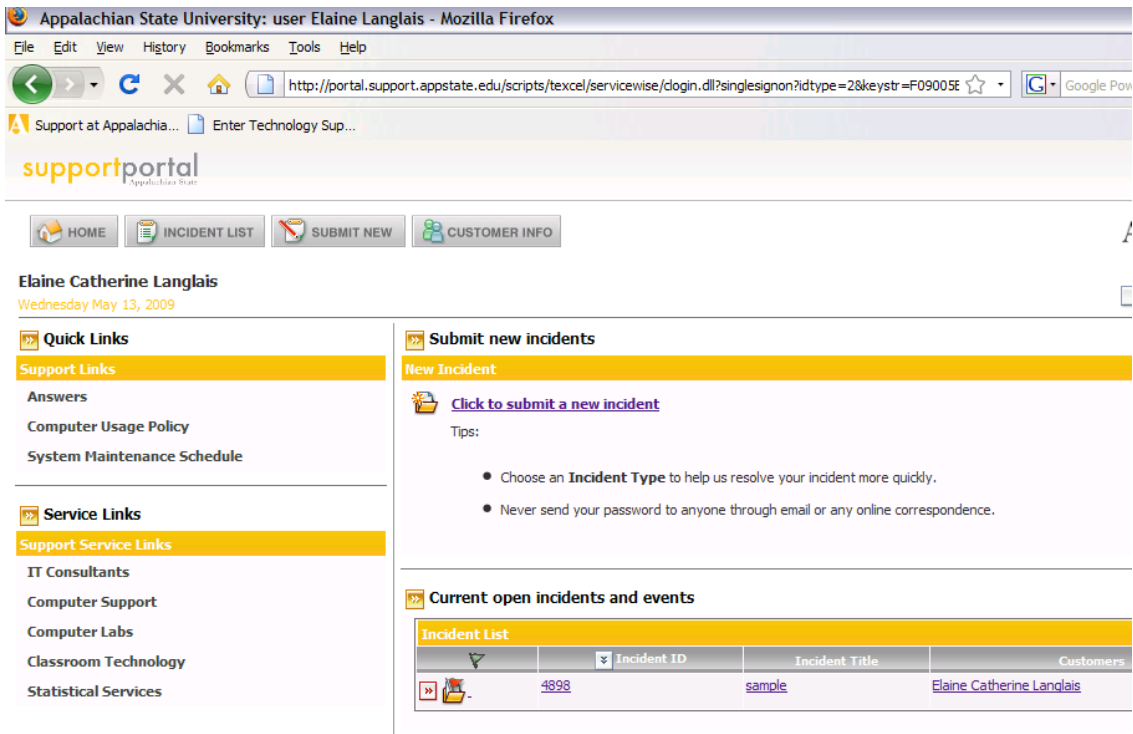 Appalachian State University: user Elaine Langlais - Mozilla Firefox
File Edit View History Bookmarks Tools Help
http://portal.support.appstate.edu/scripts/texcel/servicewise/clogin.dll?singlesignon?idtype=2&keystr=F09005E G Google Pow
Support at Appalachia... Enter Technology Sup...
supportportal
Appalachian State
HOME INCIDENT LIST SUBMIT NEW CUSTOMER INFO
A
Elaine Catherine Langlais
Wednesday May 13, 2009
Quick Links
Support Links
Answers
Computer Usage Policy
System Maintenance Schedule
Service Links
Support Service Links
IT Consultants
Computer Support
Computer Labs
Classroom Technology
Statistical Services
Submit new incidents
New Incident
Click to submit a new incident
Tips:
• Choose an Incident Type to help us resolve your incident more quickly.
• Never send your password to anyone through email or any online correspondence.
Current open incidents and events
Incident List
Incident ID Incident Title Customers
4898 sample Elaine Catherine Langlais